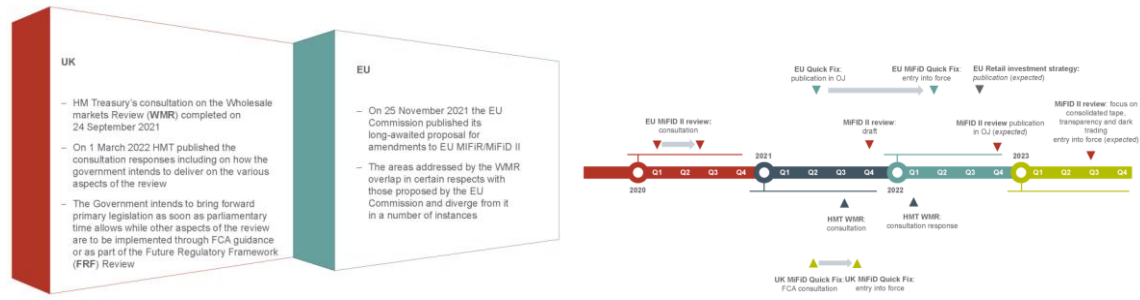 UK
– HM Treasury's consultation on the Wholesale
markets Review (WMR) completed on
24 September 2021
– On 1 March 2022 HMT published the
consultation responses including on how the
government intends to deliver on the various
aspects of the review
– The Government intends to bring forward
primary legislation as soon as parliamentary
time allows while other aspects of the review
are to be implemented through FCA guidance
or as part of the Future Regulatory Framework
(FRF) Review
EU
– On 25 November 2021 the EU
Commission published its
long-awaited proposal for
amendments to EU MIFiR/MiFiD II
– The areas addressed by the WMR
overlap in certain respects with
those proposed by the EU
Commission and diverge from it
in a number of instances
EU Quick Fix:
publication in OJ
EU MiFiD Quick Fix:
entry into force
EU Retail investment strategy:
publication (expected)
EU MiFID II review:
consultation
MiFID II review:
draft
MiFID II review publication
in OJ (expected)
MiFID II review: focus on
consolidated tape,
transparency and dark
trading
entry into force (expected)
2020
Q1 Q2 Q3 Q4
2021
Q1 Q2 Q3 Q4
2022
Q1 Q2 Q3 Q4
2023
Q1 Q2 Q3 Q4
HMT WMR:
consultation
HMT WMR:
consultation response
UK MiFiD Quick Fix:
FCA consultation
UK MiFiD Quick Fix:
entry into force